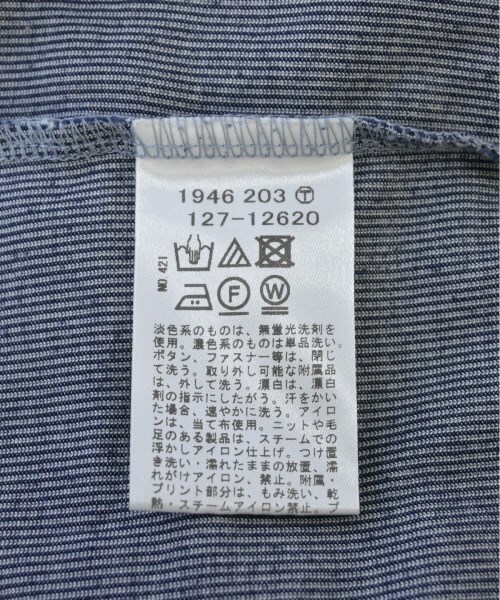 1946 203 Ⓣ
127-12620
NO.421
F W
淡色系のものは、無蛍光洗剤を
使用。濃色系のものは単品洗い。
ボタン、ファスナー等は、閉じ
て洗う。取り外し可能な附属品
は、外して洗う。漂白は、漂白
剤の指示にしたがう。汗をかい
た場合、速やかに洗う。アイロ
ンは、当て布使用。ニットや毛
足のある製品は、スチームでの
浮かしアイロン仕上げ。つけ置
き洗い・濡れたままの放置、濡
れがけアイロン、禁止。附属・
プリント部分は、もみ洗い、乾
熱・スチームアイロン禁止。プ